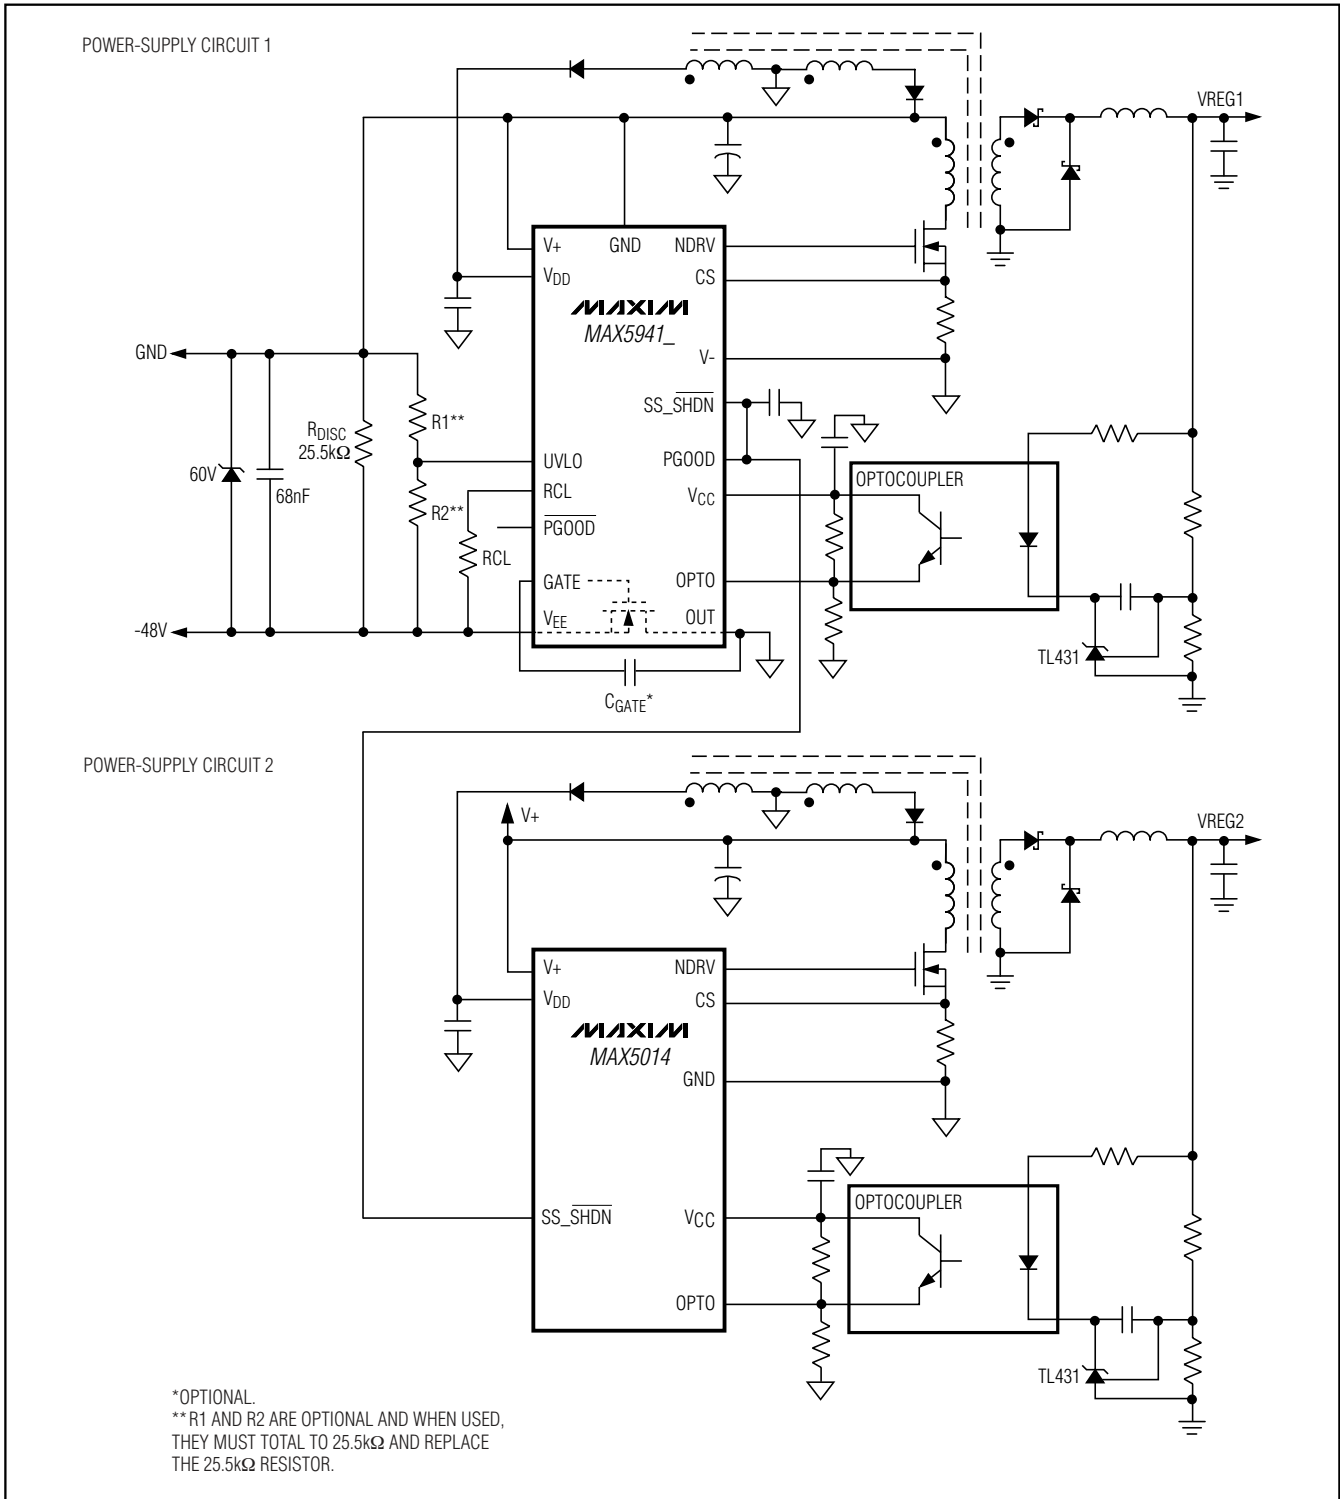 POWER-SUPPLY CIRCUIT 1
VREG1
V+
GND
NDRV
VDD
CS
MAXIM
MAX5941_
V-
GND
SS_SHDN
R1**
RDISC
25.5kΩ
UVLO
PGOOD
60V
68nF
RCL
VCC
OPTOCOUPLER
R2**
PGOOD
RCL
GATE
OPTO
VEE
OUT
-48V
TL431
CGATE*
POWER-SUPPLY CIRCUIT 2
V+
VREG2
V+
NDRV
VDD
CS
MAXIM
MAX5014
GND
OPTOCOUPLER
SS_SHDN
VCC
OPTO
TL431
*OPTIONAL.
**R1 AND R2 ARE OPTIONAL AND WHEN USED,
THEY MUST TOTAL TO 25.5kΩ AND REPLACE
THE 25.5kΩ RESISTOR.